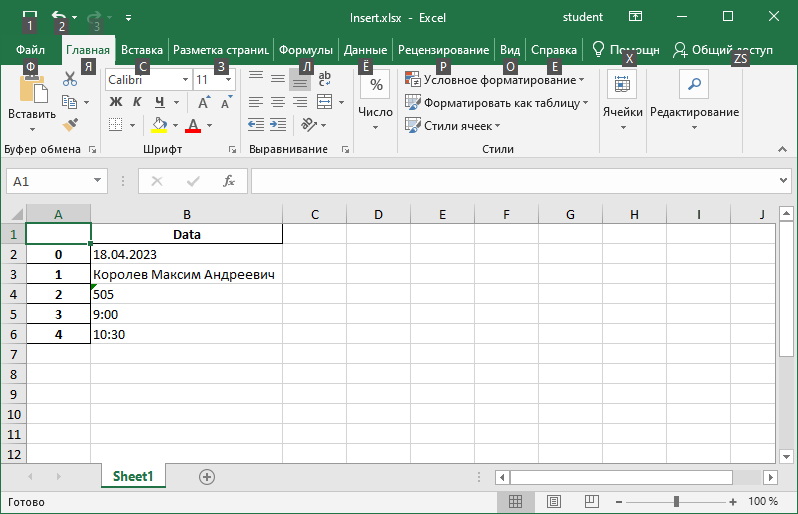 1 2 3
Insert.xlsx - Excel
student
Файл Главная Вставка Разметка страниц Формулы Данные Рецензирование Вид Справка Помощн Общий доступ
Ф Я С З Л Ё Р О Е Х ZS
Calibri 11
Условное форматирование
Ж К Ч А А
Форматировать как таблицу
Вставить
Число
Ячейки
Редактирование
Стили ячеек
Буфер обмена Шрифт Выравнивание Стили
A1 fx
A B C D E F G H I J
1 Data
2 0 18.04.2023
3 1 Королев Максим Андреевич
4 2 505
5 3 9:00
6 4 10:30
7
8
9
10
11
12
Sheet1
Готово 100 %